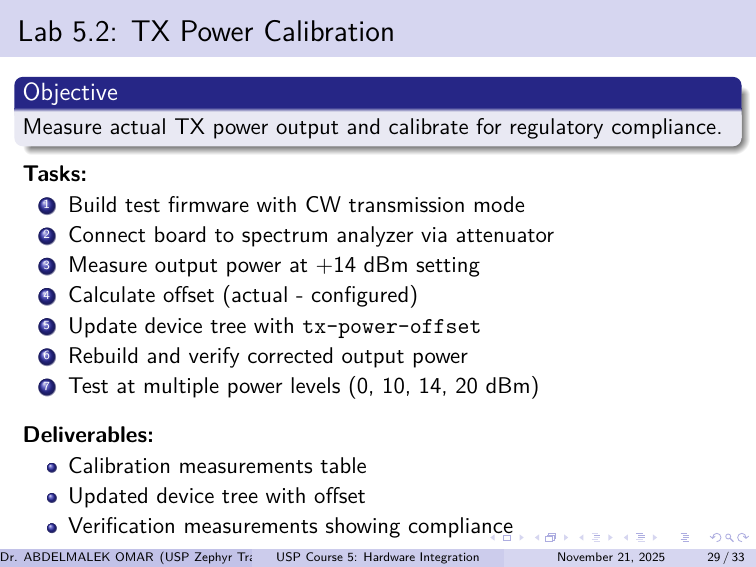 Lab 5.2: TX Power Calibration
Objective
Measure actual TX power output and calibrate for regulatory compliance.
Tasks:
1 Build test firmware with CW transmission mode
2 Connect board to spectrum analyzer via attenuator
3 Measure output power at +14 dBm setting
4 Calculate offset (actual - configured)
5 Update device tree with tx-power-offset
6 Rebuild and verify corrected output power
7 Test at multiple power levels (0, 10, 14, 20 dBm)
Deliverables:
Calibration measurements table
Updated device tree with offset
Verification measurements showing compliance
Dr. ABDELMALEK OMAR (USP Zephyr Tra USP Course 5: Hardware Integration November 21, 2025 29 / 33